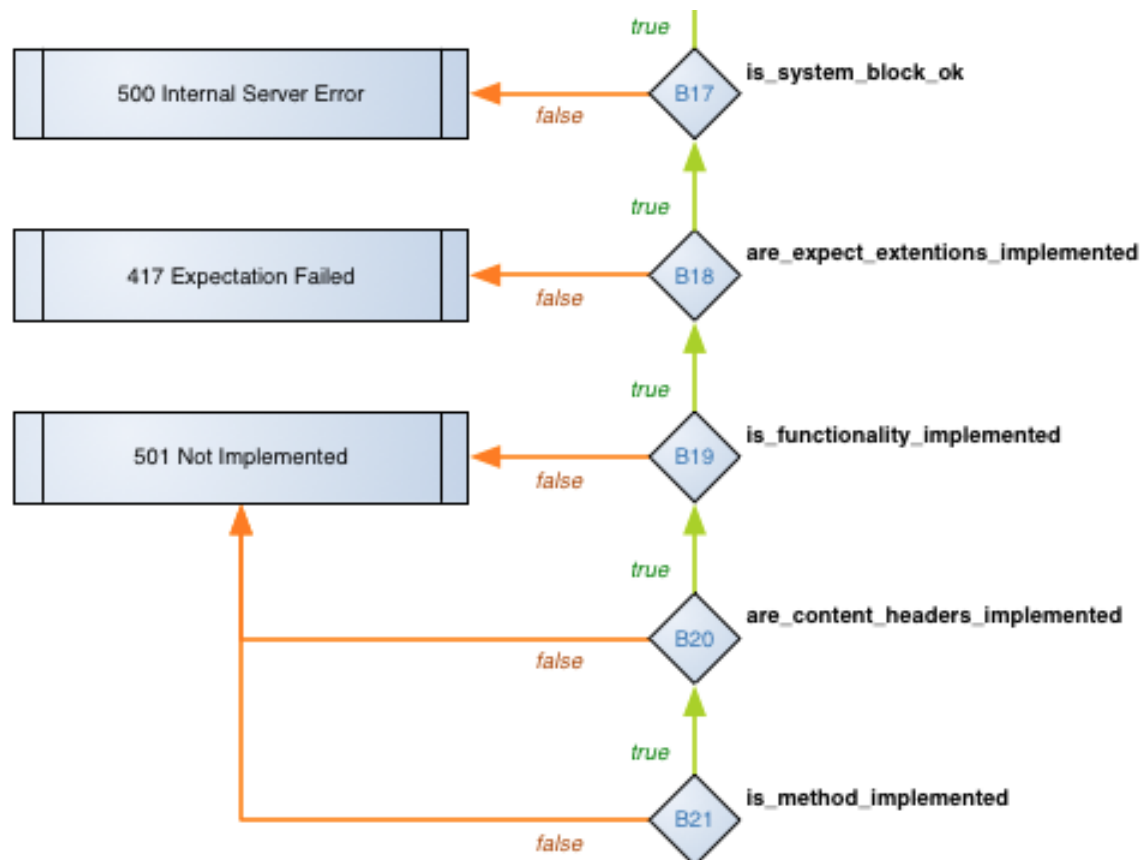 true
is_system_block_ok
500 Internal Server Error
B17
false
true
are_expect_extentions_implemented
417 Expectation Failed
B18
false
true
is_functionality_implemented
501 Not Implemented
B19
false
true
are_content_headers_implemented
B20
false
true
is_method_implemented
B21
false